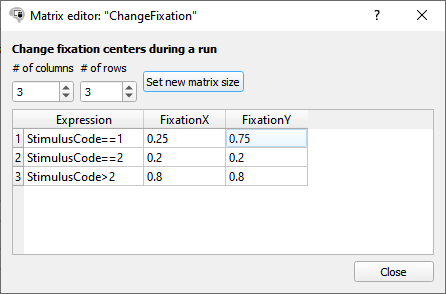 Matrix editor: "ChangeFixation"
Change fixation centers during a run
# of columns # of rows
3 3 Set new matrix size
Expression FixationX FixationY
1 StimulusCode==1 0.25 0.75
2 StimulusCode==2 0.2 0.2
3 StimulusCode>2 0.8 0.8
Close